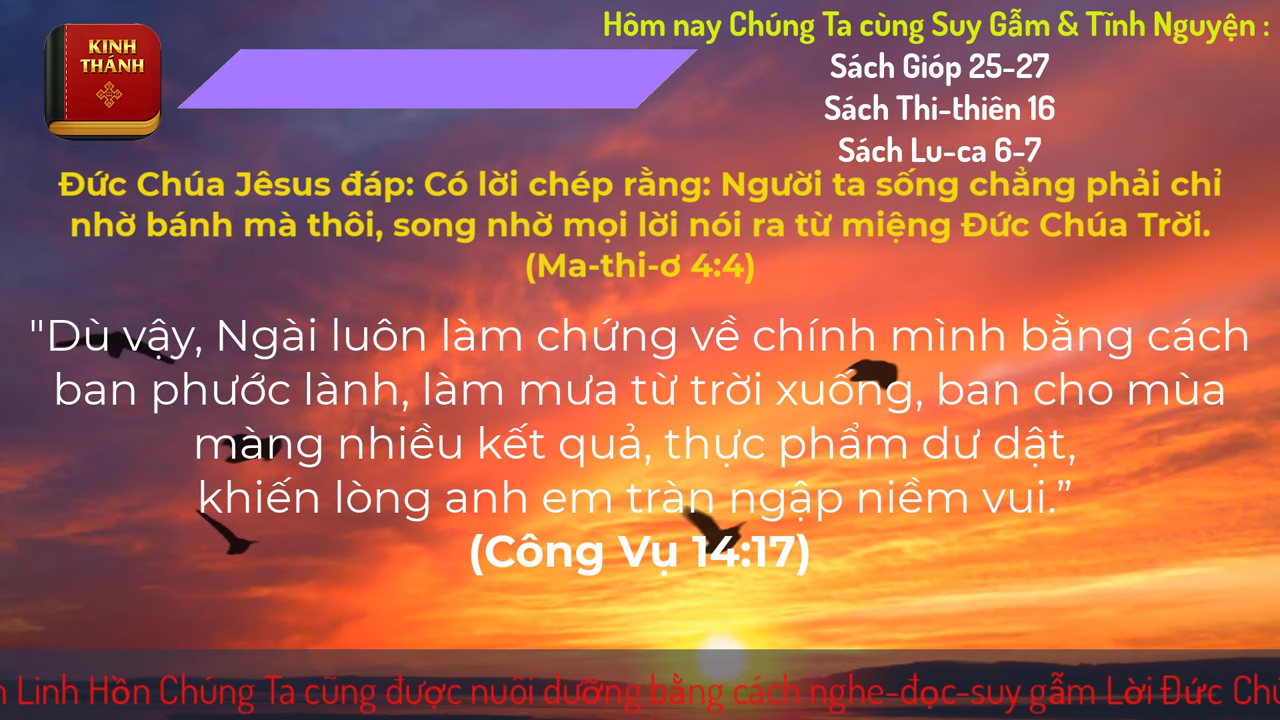 KINH
THÁNH
Hôm nay Chúng Ta cùng Suy Gẫm & Tĩnh Nguyện :
Sách Gióp 25-27
Sách Thi-thiên 16
Sách Lu-ca 6-7
Đức Chúa Jêsus đáp: Có lời chép rằng: Người ta sống chẳng phải chỉ
nhờ bánh mà thôi, song nhờ mọi lời nói ra từ miệng Đức Chúa Trời.
(Ma-thi-ơ 4:4)
"Dù vậy, Ngài luôn làm chứng về chính mình bằng cách
ban phước lành, làm mưa từ trời xuống, ban cho mùa
màng nhiều kết quả, thực phẩm dư dật,
khiến lòng anh em tràn ngập niềm vui.”
(Công Vụ 14:17)
Linh Hồn Chúng Ta cũng được nuôi dưỡng bằng cách nghe-đọc-suy gẫm Lời Đức